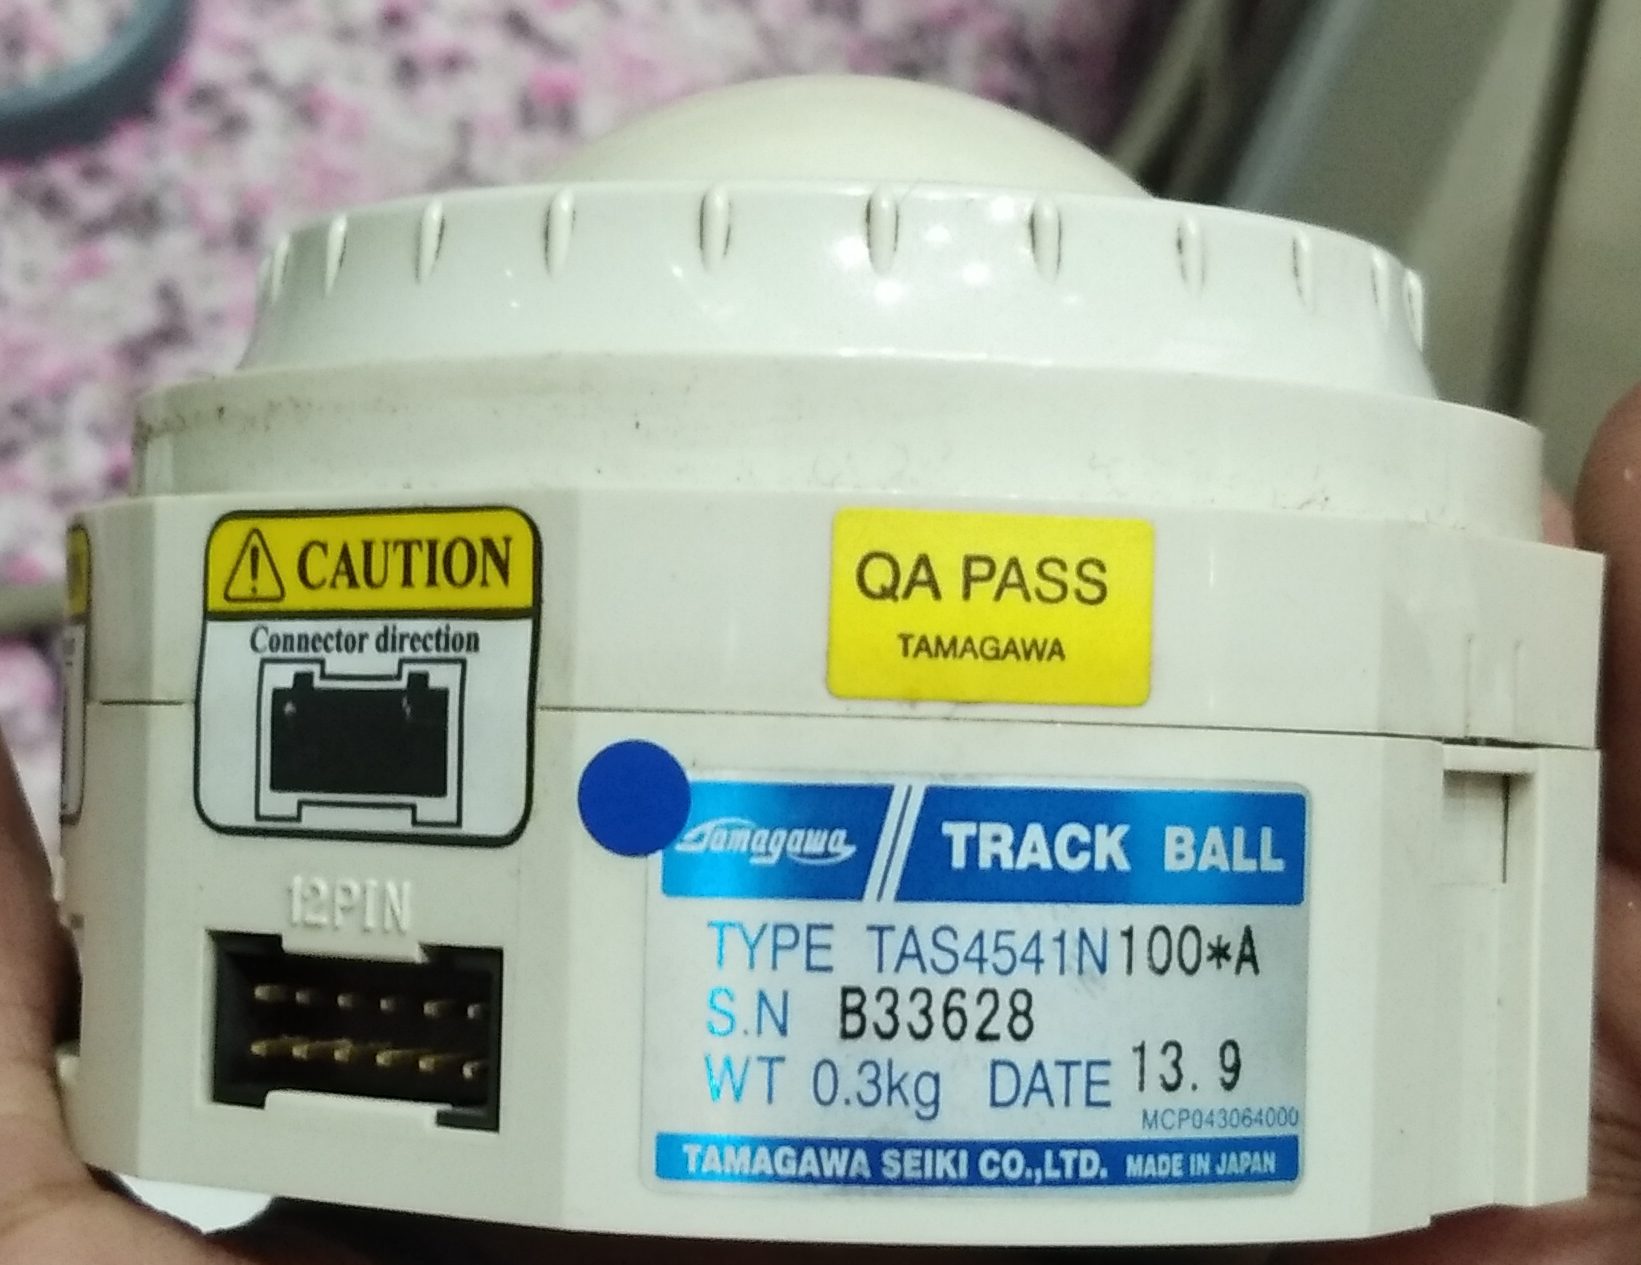 CAUTION
Connector direction
QA PASS
TAMAGAWA
12PIN
Tamagawa TRACK BALL
TYPE TAS4541N100*A
S.N B33628
WT 0.3kg DATE 13.9
MCP043064000
TAMAGAWA SEIKI CO.,LTD. MADE IN JAPAN